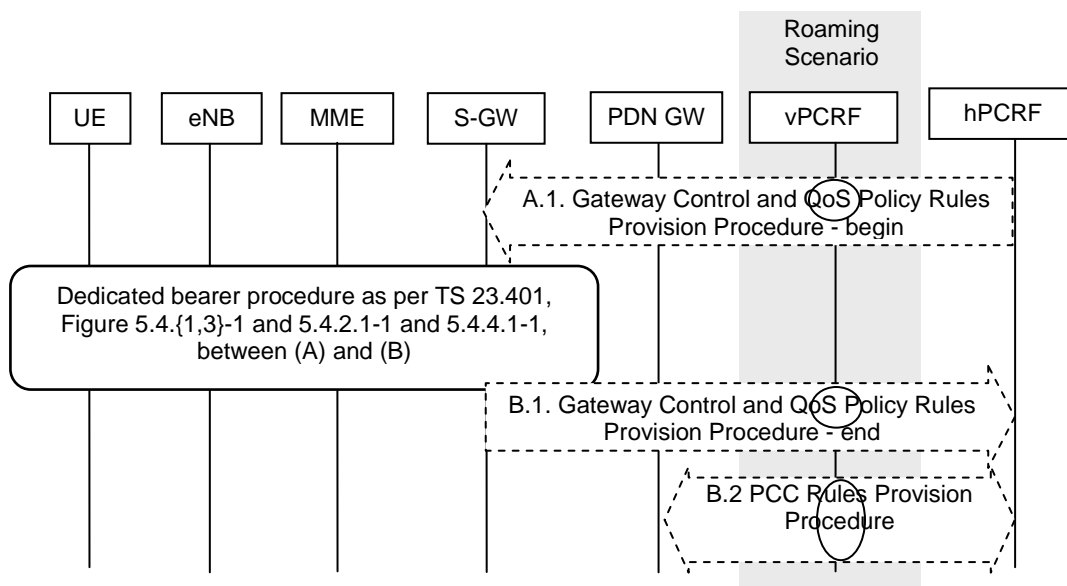 Roaming
Scenario
UE
eNB
MME
S-GW
PDN GW
vPCRF
hPCRF
A.1. Gateway Control and QoS Policy Rules
Provision Procedure - begin
Dedicated bearer procedure as per TS 23.401,
Figure 5.4.{1,3}-1 and 5.4.2.1-1 and 5.4.4.1-1,
between (A) and (B)
B.1. Gateway Control and QoS Policy Rules
Provision Procedure - end
B.2 PCC Rules Provision
Procedure